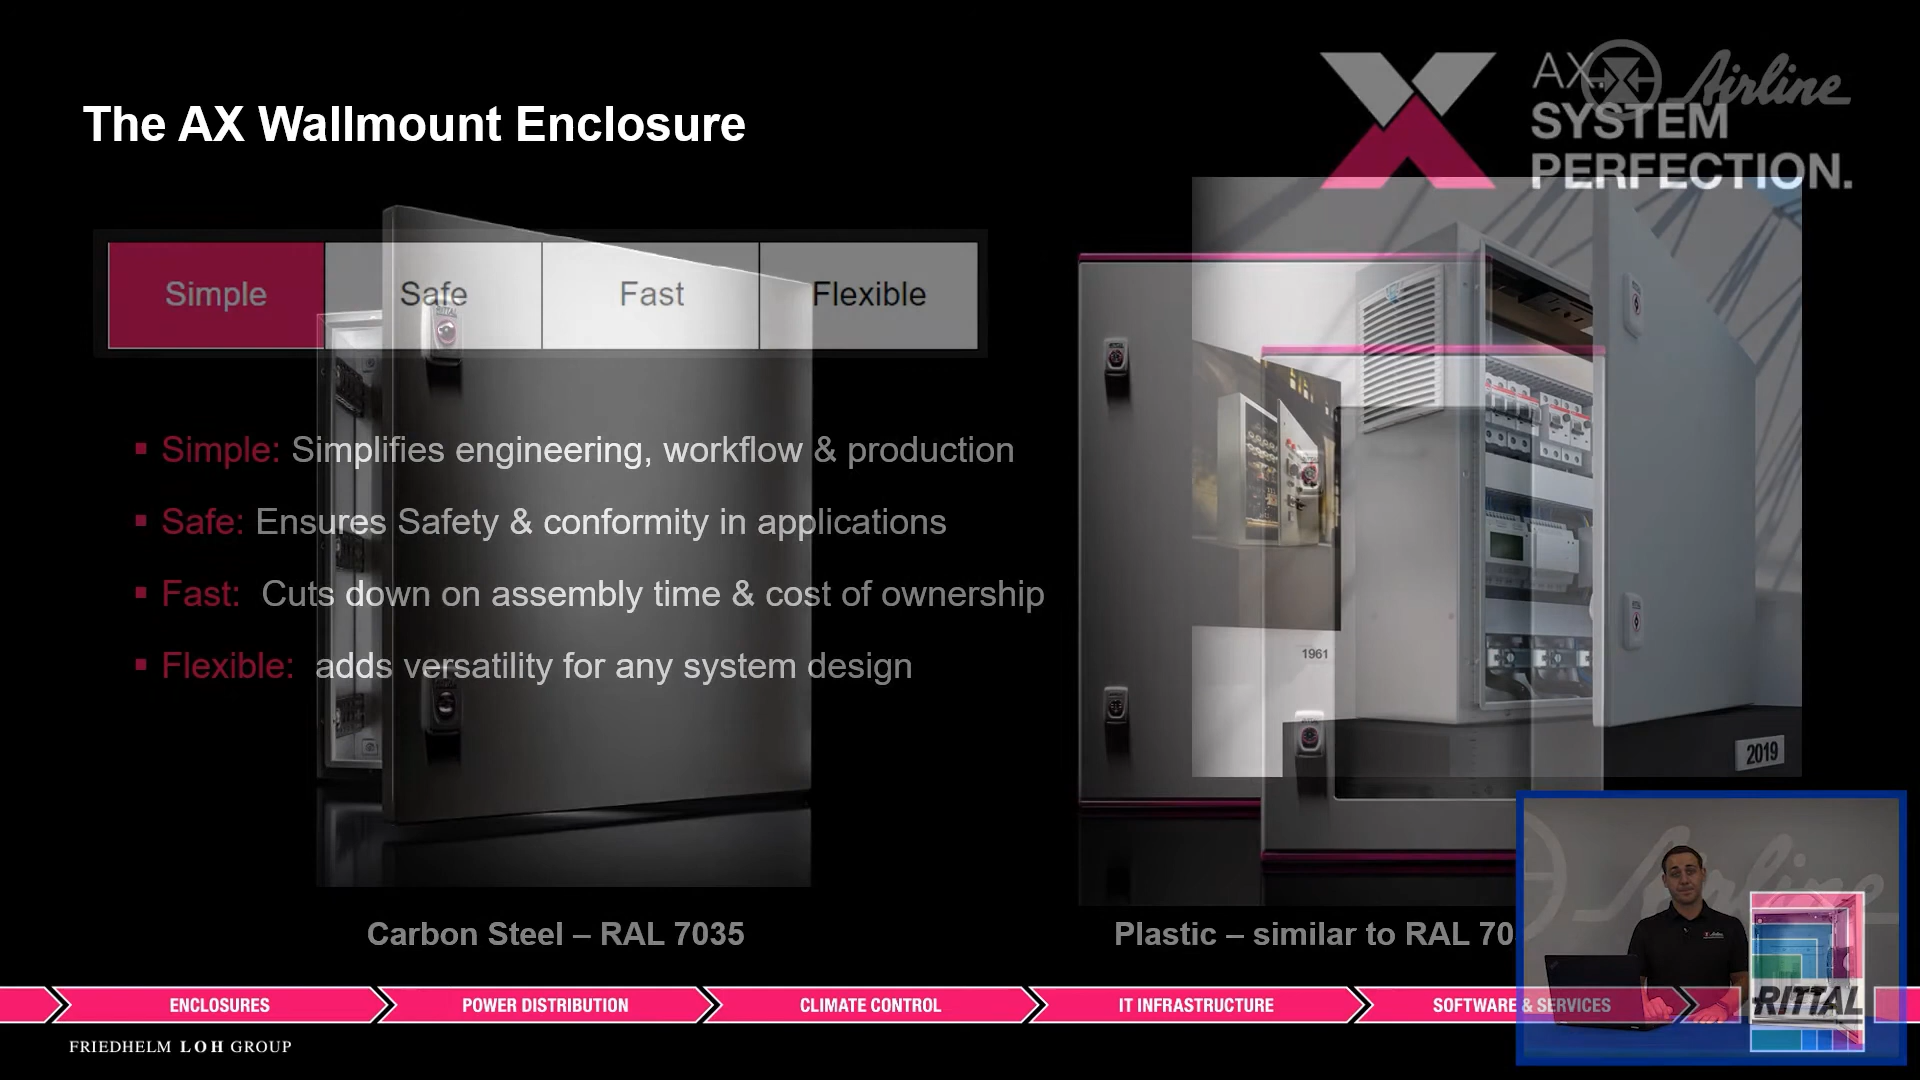 AX.
Airline
SYSTEM
PERFECTION.
The AX Wallmount Enclosure
Simple Safe Fast Flexible
▪ Simple: Simplifies engineering, workflow & production
▪ Safe: Ensures Safety & conformity in applications
▪ Fast: Cuts down on assembly time & cost of ownership
▪ Flexible: adds versatility for any system design
1961
2019
Carbon Steel – RAL 7035
Plastic – similar to RAL
Airline
RITTAL
ENCLOSURES POWER DISTRIBUTION CLIMATE CONTROL IT INFRASTRUCTURE SOFTWARE & SERVICES
FRIEDHELM LOH GROUP